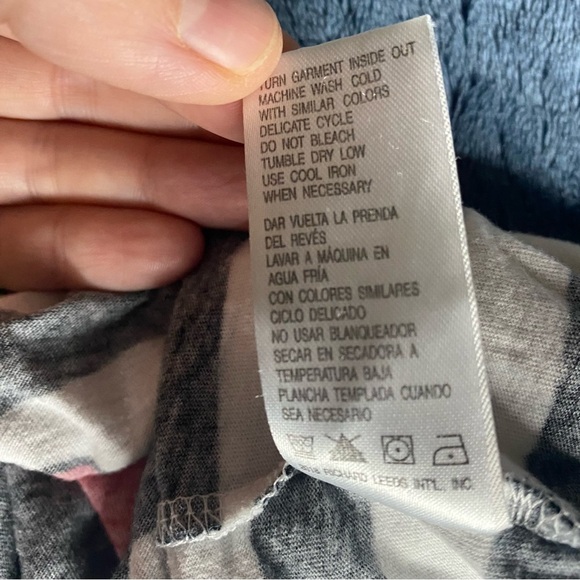 TURN GARMENT INSIDE OUT
MACHINE WASH COLD
WITH SIMILAR COLORS
DELICATE CYCLE
DO NOT BLEACH
TUMBLE DRY LOW
USE COOL IRON
WHEN NECESSARY
DAR VUELTA LA PRENDA
DEL REVÉS
LAVAR A MÁQUINA EN
AGUA FRÍA
CON COLORES SIMILARES
CICLO DELICADO
NO USAR BLANQUEADOR
SECAR EN SECADORA A
TEMPERATURA BAJA
PLANCHA TEMPLADA CUANDO
SEA NECESARIO
RICHARD LEEDS INT'L, INC.